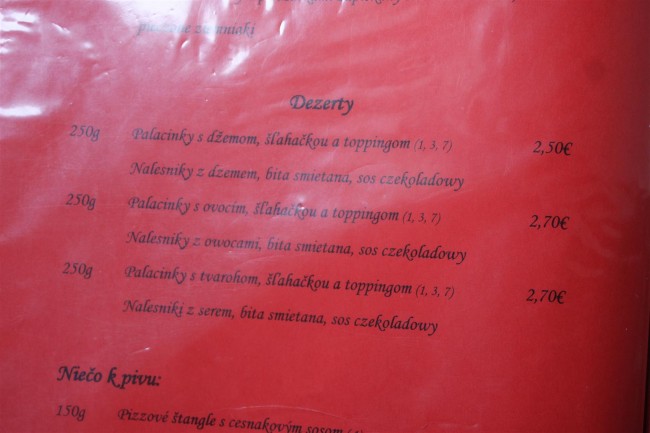 ziemniaki
Dezerty
250g Palacinky s džemom, šľahačkou a toppingom (1, 3, 7) 2,50€
Nalesniky z dzemem, bita smietana, sos czekoladowy
250g Palacinky s ovocím, šľahačkou a toppingom (1, 3, 7) 2,70€
Nalesniky z owocami, bita smietana, sos czekoladowy
250g Palacinky s tvarohom, šľahačkou a toppingom (1, 3, 7) 2,70€
Nalesniki z serem, bita smietana, sos czekoladowy
Niečo k pivu:
150g Pizzové štangle s cesnakovým sosom